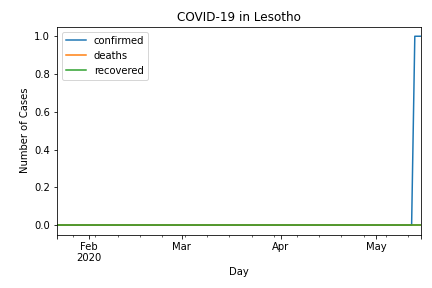 COVID-19 in Lesotho
confirmed
deaths
recovered
Number of Cases
1.0
0.8
0.6
0.4
0.2
0.0
Feb
2020
Mar
Apr
May
Day